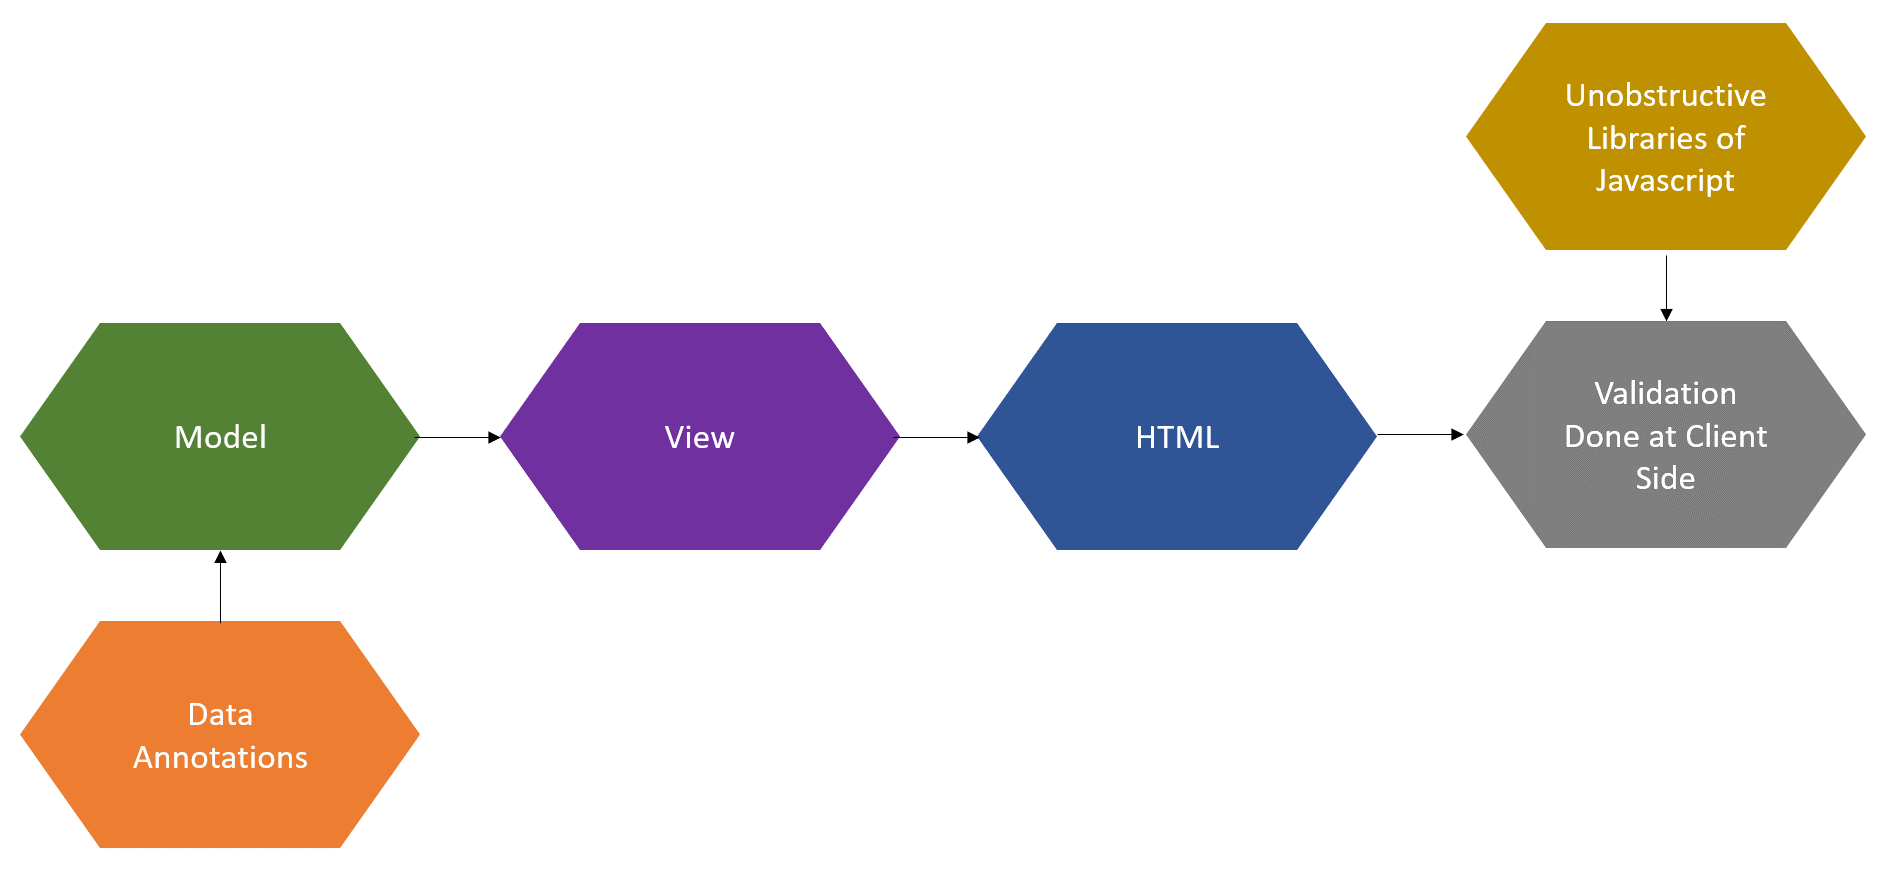 Unobstructive
Libraries of
Javascript
Model
View
HTML
Validation
Done at Client
Side
Data
Annotations